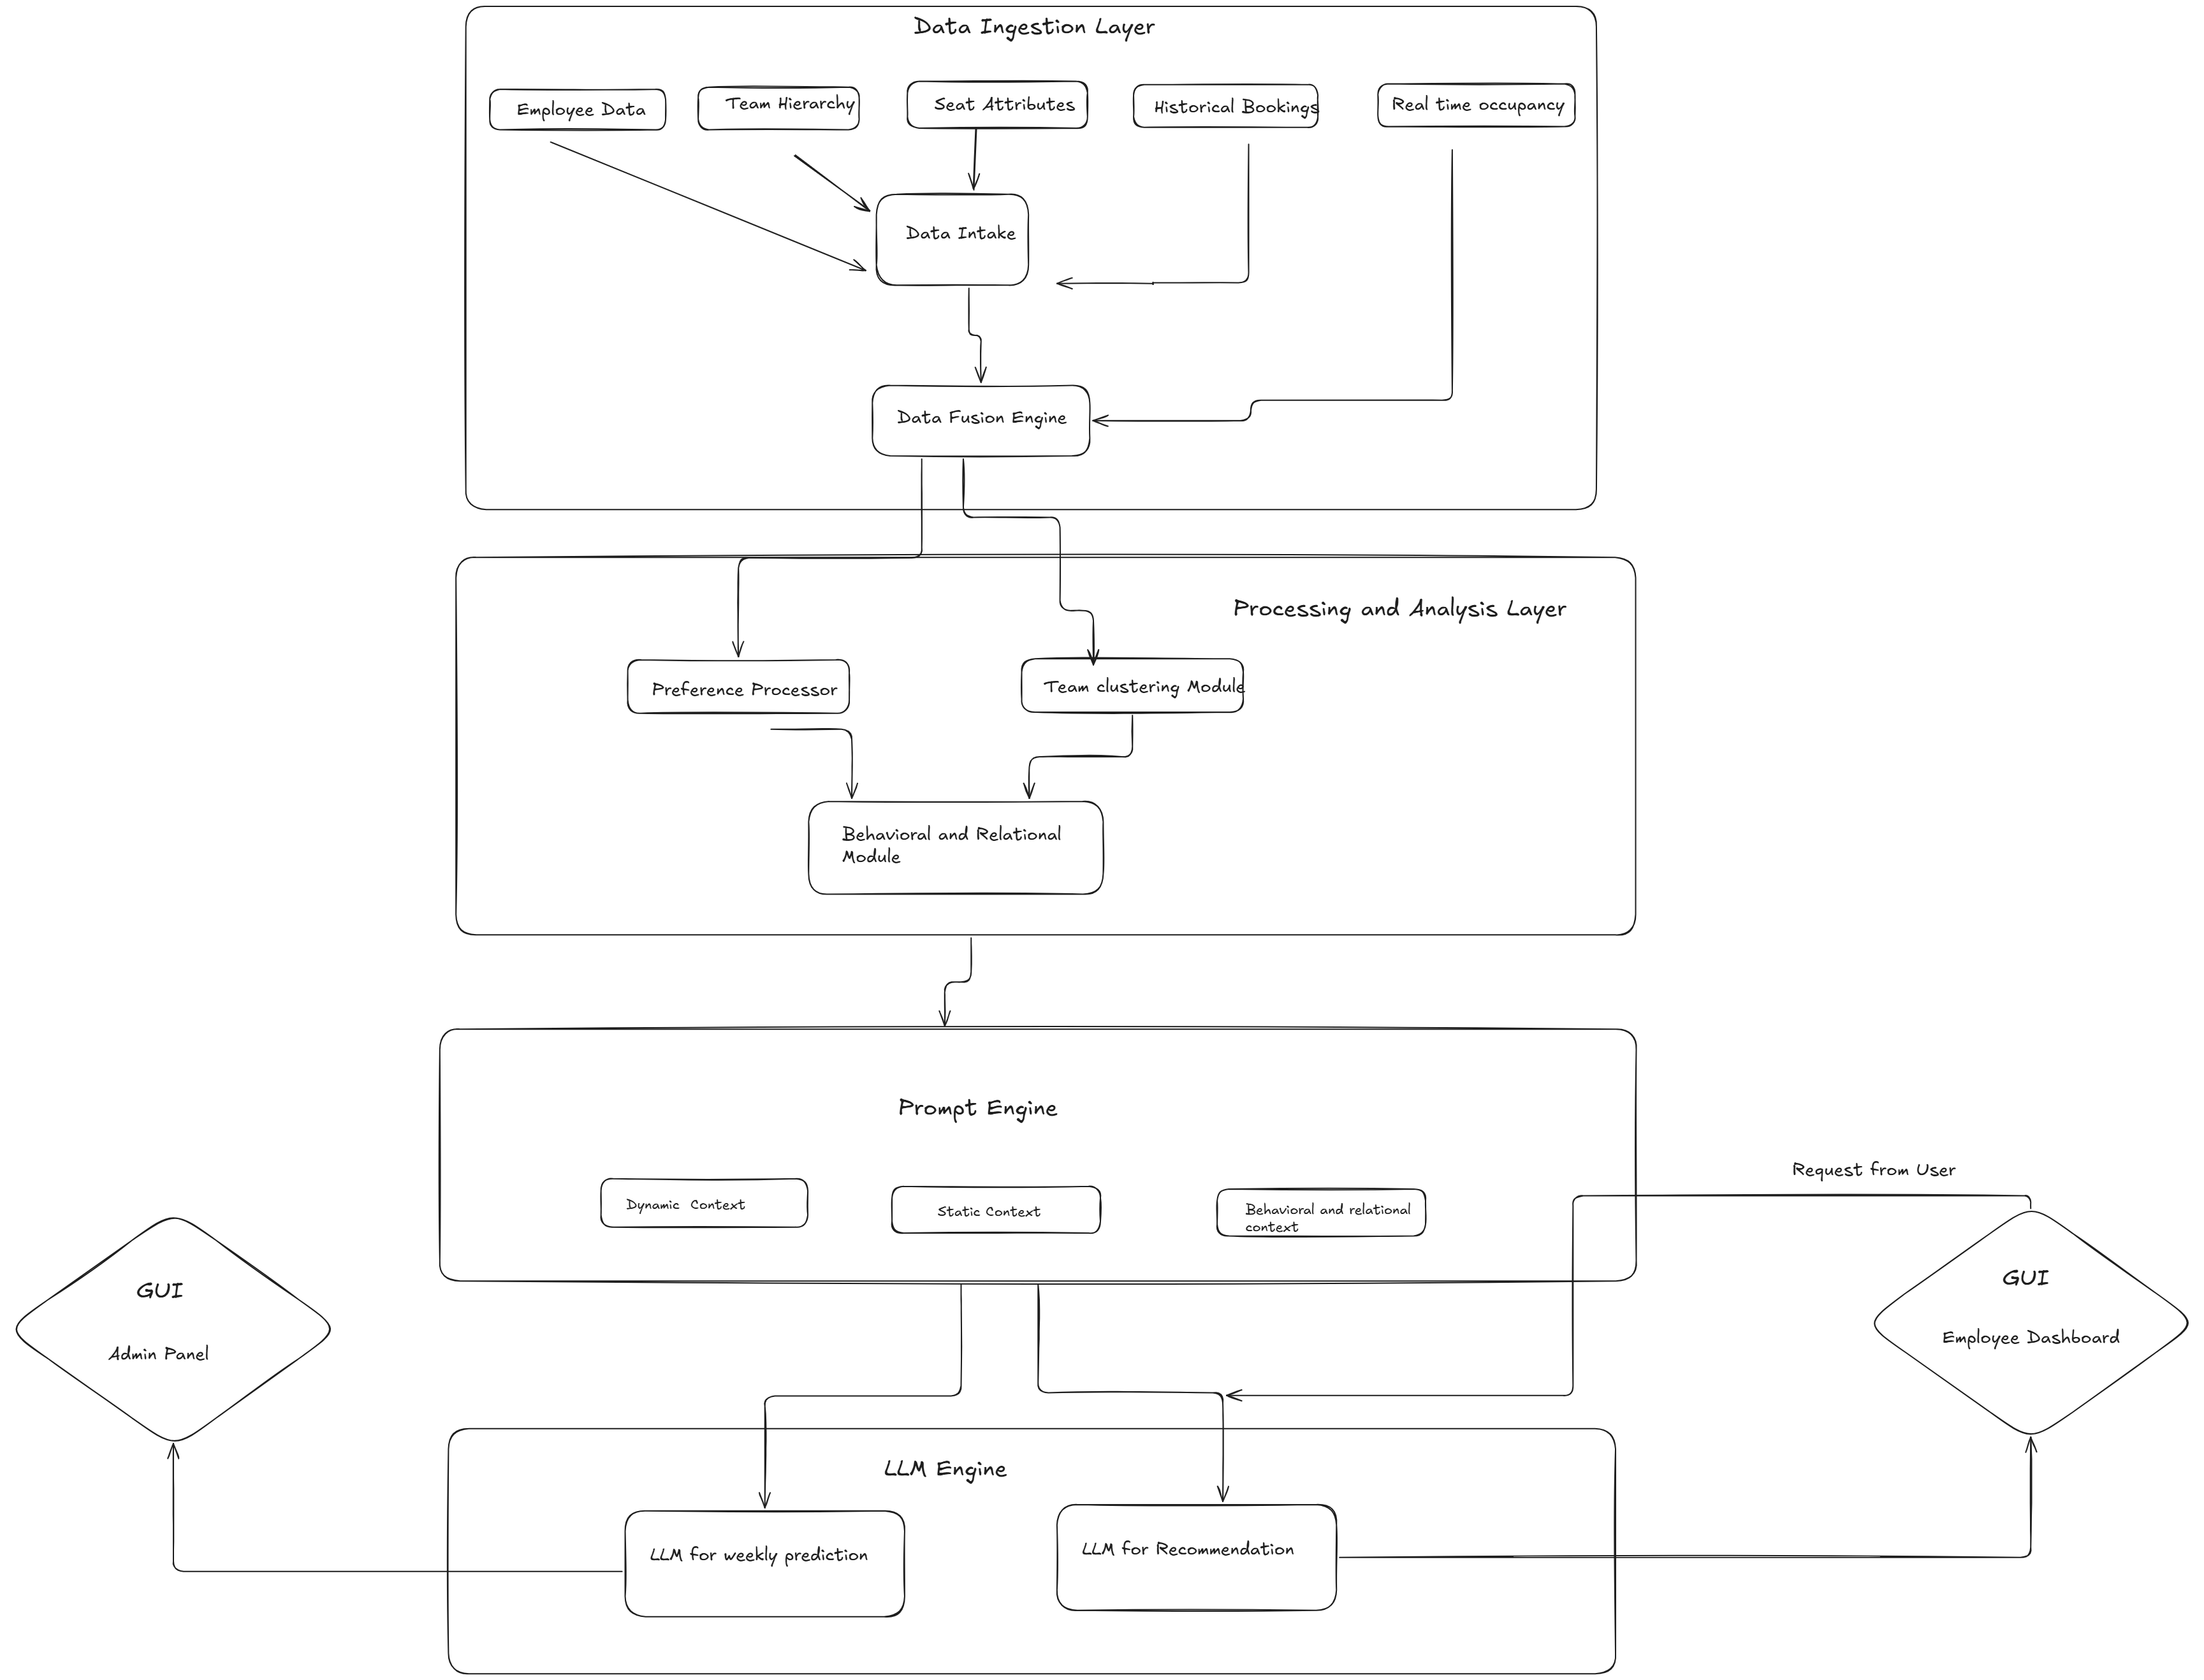 Data Ingestion Layer
Employee Data
Team Hierarchy
Seat Attributes
Historical Bookings
Real time occupancy
Data Intake
Data Fusion Engine
Processing and Analysis Layer
Preference Processor
Team clustering Module
Behavioral and Relational
Module
Prompt Engine
Dynamic Context
Static Context
Behavioral and relational
context
Request from User
GUI
Admin Panel
GUI
Employee Dashboard
LLM Engine
LLM for weekly prediction
LLM for Recommendation